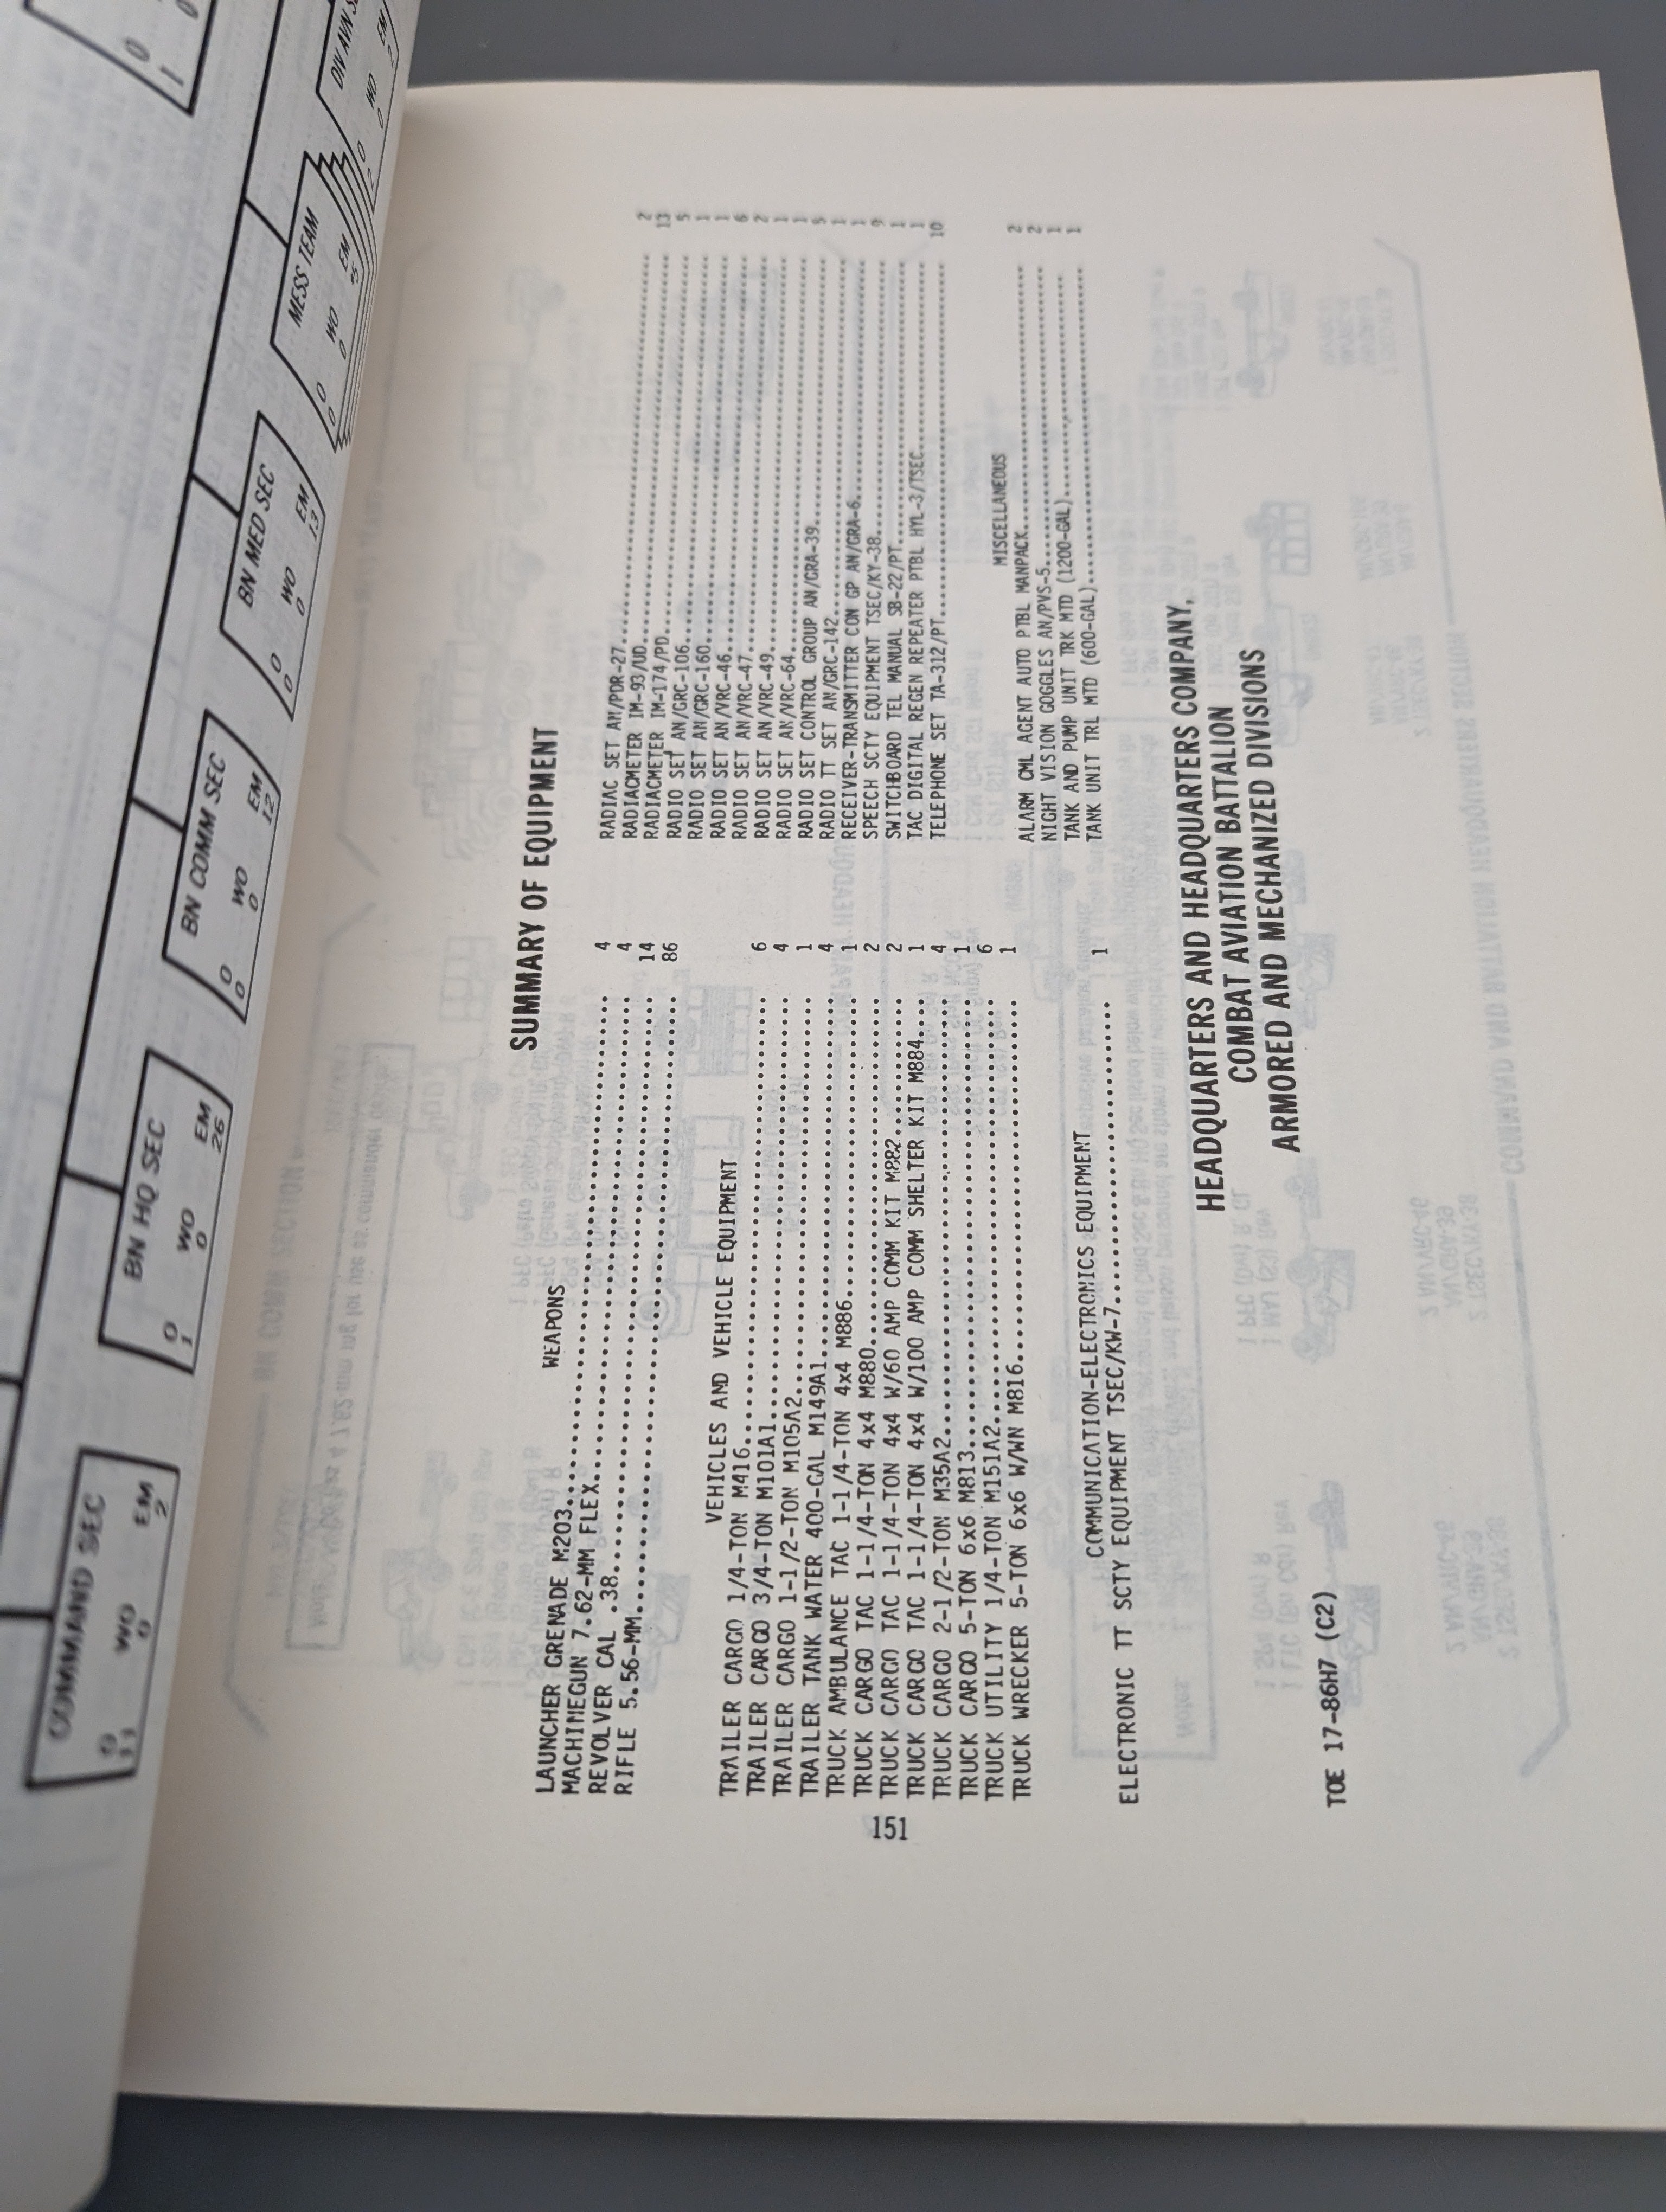 COMMAND SEC
O WO EM
11 0 2
BN HQ SEC
O WO EM
1 0 26
BN COMM SEC
O WO EM
0 0 12
BN MED SEC
O WO EM
0 0 13
MESS TEAM
O WO EM
0 0
DIV AVN
O WO EM
2 0 2
SUMMARY OF EQUIPMENT
WEAPONS
LAUNCHER GRENADE M203 4
MACHINEGUN 7.62-MM FLEX 4
REVOLVER CAL .38 14
RIFLE 5.56-MM 86
VEHICLES AND VEHICLE EQUIPMENT
TRAILER CARGO 1/4-TON M416 6
TRAILER CARGO 3/4-TON M101A1 4
TRAILER CARGO 1-1/2-TON M105A2 1
TRAILER TANK WATER 400-GAL M149A1 4
TRUCK AMBULANCE TAC 1-1/4-TON 4x4 M886 1
TRUCK CARGO TAC 1-1/4-TON 4x4 M880 2
TRUCK CARGO TAC 1-1/4-TON 4x4 W/60 AMP COMM KIT M882 2
TRUCK CARGO TAC 1-1/4-TON 4x4 W/100 AMP COMM SHELTER KIT M884 1
TRUCK CARGO 2-1/2-TON M35A2 4
TRUCK CARGO 5-TON 6x6 M813 1
TRUCK UTILITY 1/4-TON M151A2 6
TRUCK WRECKER 5-TON 6x6 W/WN M816 1
COMMUNICATION-ELECTRONICS EQUIPMENT
ELECTRONIC TT SCTY EQUIPMENT TSEC/KW-7 1
RADIAC SET AN/PDR-27 2
RADIACMETER IM-93/UD 13
RADIACMETER IM-174/PD 5
RADIO SET AN/GRC-106 1
RADIO SET AN/GRC-160 1
RADIO SET AN/VRC-46 6
RADIO SET AN/VRC-47 2
RADIO SET AN/VRC-49 1
RADIO SET AN/VRC-64 1
RADIO SET CONTROL GROUP AN/GRA-39
RADIO TT SET AN/GRC-142 1
RECEIVER-TRANSMITTER CON GP AN/GRA-6 1
SPEECH SCTY EQUIPMENT TSEC/KY-38 9
SWITCHBOARD TEL MANUAL SB-22/PT 1
TAC DIGITAL REGEN REPEATER PTBL HYL-3/TSEC 1
TELEPHONE SET TA-312/PT 10
MISCELLANEOUS
ALARM CML AGENT AUTO PTBL MANPACK 2
NIGHT VISION GOGGLES AN/PVS-5 2
TANK AND PUMP UNIT TRK MTD (1200-GAL) 1
TANK UNIT TRL MTD (600-GAL) 1
HEADQUARTERS AND HEADQUARTERS COMPANY,
COMBAT AVIATION BATTALION
ARMORED AND MECHANIZED DIVISIONS
TOE 17-86H7 (C2)
151